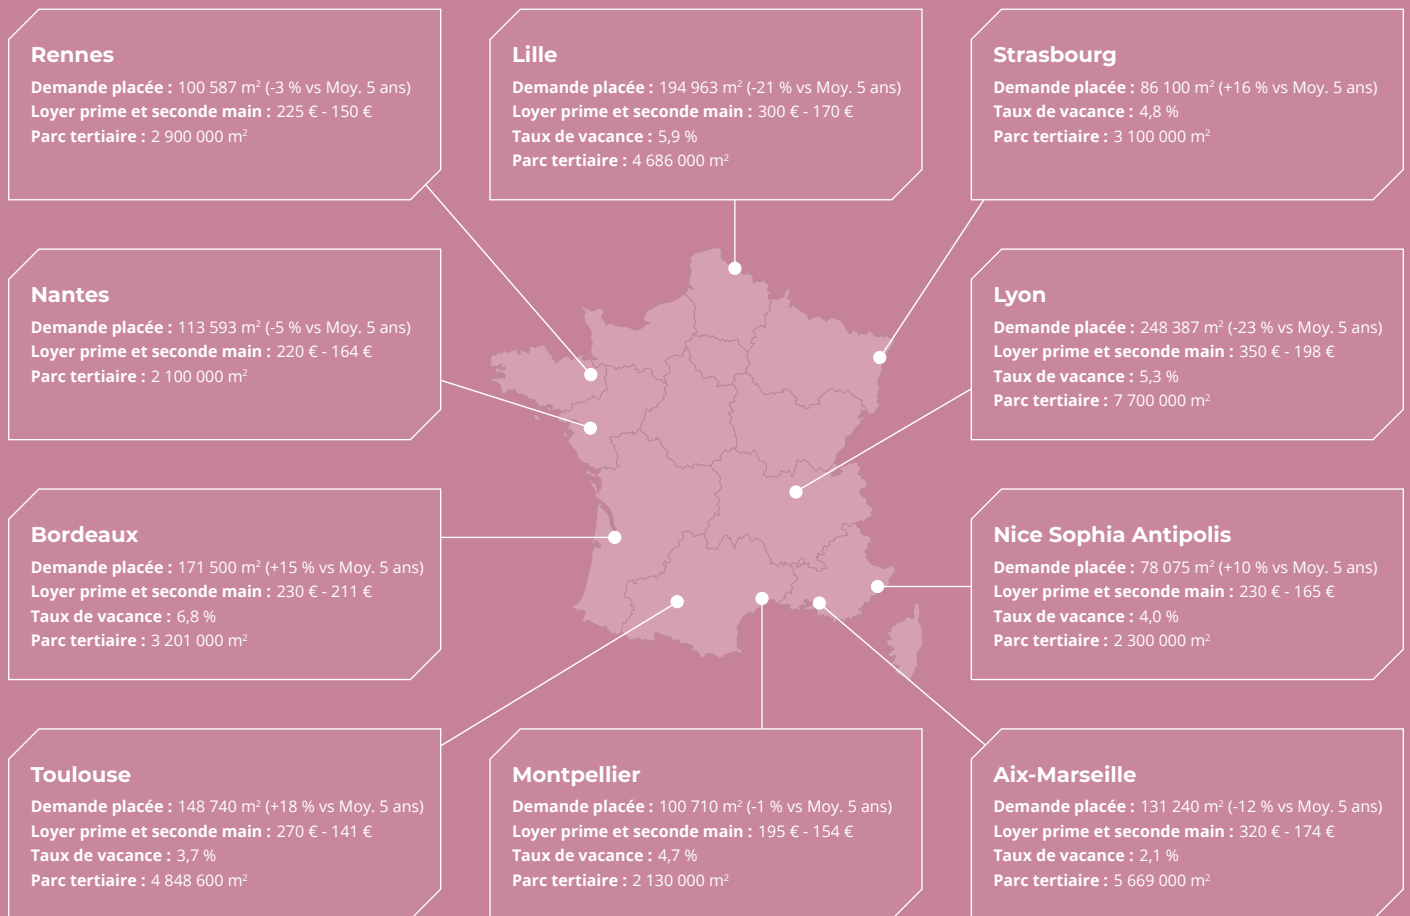 Rennes
Demande placée : 100 587 m² (-3 % vs Moy. 5 ans)
Loyer prime et seconde main : 225 € - 150 €
Parc tertiaire : 2 900 000 m²
Lille
Demande placée : 194 963 m² (-21 % vs Moy. 5 ans)
Loyer prime et seconde main : 300 € - 170 €
Taux de vacance : 5,9 %
Parc tertiaire : 4 686 000 m²
Strasbourg
Demande placée : 86 100 m² (+16 % vs Moy. 5 ans)
Taux de vacance : 4,8 %
Parc tertiaire : 3 100 000 m²
Nantes
Demande placée : 113 593 m² (-5 % vs Moy. 5 ans)
Loyer prime et seconde main : 220 € - 164 €
Parc tertiaire : 2 100 000 m²
Lyon
Demande placée : 248 387 m² (-23 % vs Moy. 5 ans)
Loyer prime et seconde main : 350 € - 198 €
Taux de vacance : 5,3 %
Parc tertiaire : 7 700 000 m²
Bordeaux
Demande placée : 171 500 m² (+15 % vs Moy. 5 ans)
Loyer prime et seconde main : 230 € - 211 €
Taux de vacance : 6,8 %
Parc tertiaire : 3 201 000 m²
Nice Sophia Antipolis
Demande placée : 78 075 m² (+10 % vs Moy. 5 ans)
Loyer prime et seconde main : 230 € - 165 €
Taux de vacance : 4,0 %
Parc tertiaire : 2 300 000 m²
Toulouse
Demande placée : 148 740 m² (+18 % vs Moy. 5 ans)
Loyer prime et seconde main : 270 € - 141 €
Taux de vacance : 3,7 %
Parc tertiaire : 4 848 600 m²
Montpellier
Demande placée : 100 710 m² (-1 % vs Moy. 5 ans)
Loyer prime et seconde main : 195 € - 154 €
Taux de vacance : 4,7 %
Parc tertiaire : 2 130 000 m²
Aix-Marseille
Demande placée : 131 240 m² (-12 % vs Moy. 5 ans)
Loyer prime et seconde main : 320 € - 174 €
Taux de vacance : 2,1 %
Parc tertiaire : 5 669 000 m²